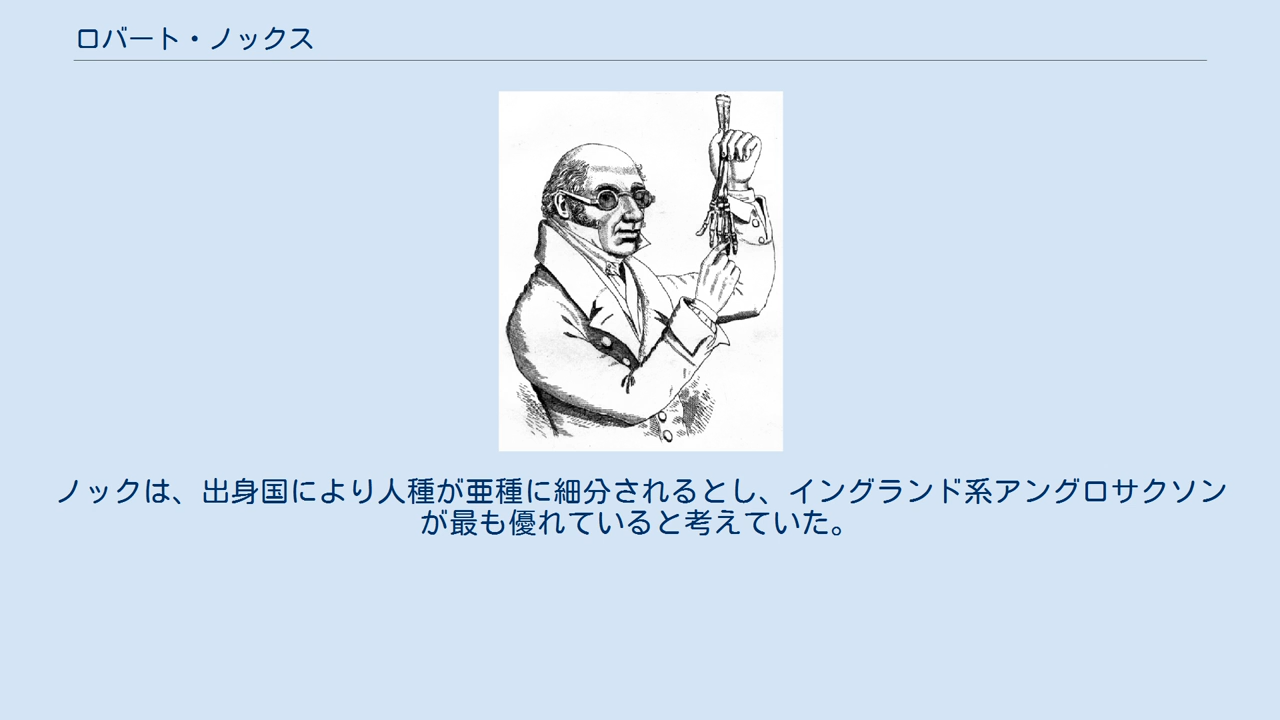 ロバート・ノックス
ノックは、出身国により人種が亜種に細分されるとし、イングランド系アングロサクソン
が最も優れていると考えていた。